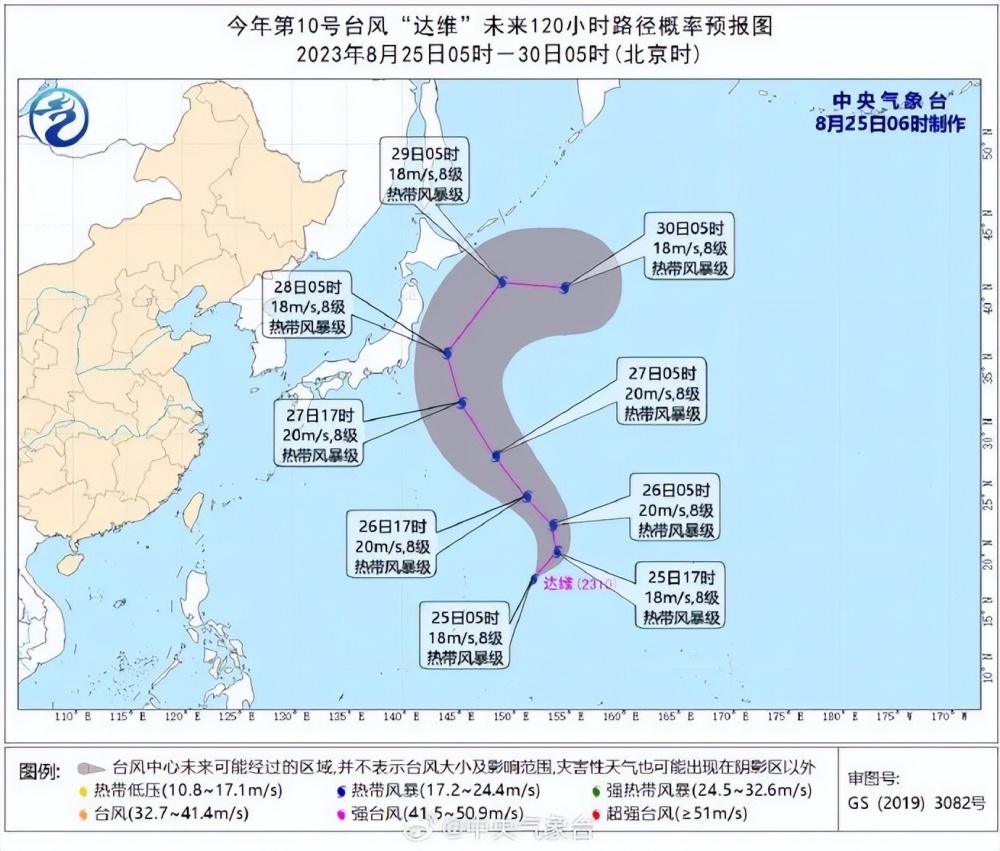 今年第10号台风“达维”未来120小时路径概率预报图
2023年8月25日05时－30日05时(北京时)
中央气象台
8月25日06时制作
29日05时
18m/s,8级
热带风暴级
30日05时
18m/s,8级
热带风暴级
28日05时
18m/s,8级
热带风暴级
27日05时
20m/s,8级
热带风暴级
27日17时
20m/s,8级
热带风暴级
26日05时
20m/s,8级
热带风暴级
26日17时
20m/s,8级
热带风暴级
25日17时
18m/s,8级
热带风暴级
达维(2310)
25日05时
18m/s,8级
热带风暴级
50° N
45° N
40° N
35° N
30° N
25° N
20° N
15° N
10° N
110° E 115° E 120° E 125° E 130° E 135° E 140° E 145° E 150° E 155° E 160° E 165° E 170° E 175° E 180° E 175° W 170° W
图例:
台风中心未来可能经过的区域,并不表示台风大小及影响范围,灾害性天气也可能出现在阴影区以外
热带低压(10.8~17.1m/s) 热带风暴(17.2~24.4m/s) 强热带风暴(24.5~32.6m/s)
台风(32.7~41.4m/s) 强台风(41.5~50.9m/s) 超强台风(≥51m/s)
审图号:
GS (2019) 3082号
@中央气象台